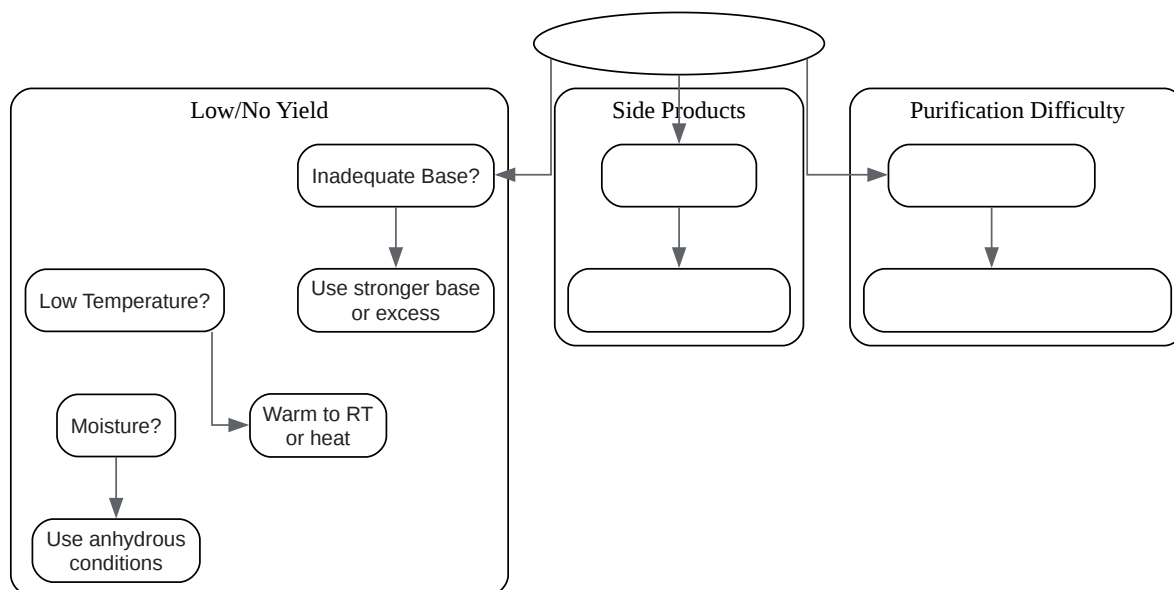 Low/No Yield
Inadequate Base?
Use stronger base
or excess
Low Temperature?
Warm to RT
or heat
Moisture?
Use anhydrous
conditions
Side Products
Purification Difficulty